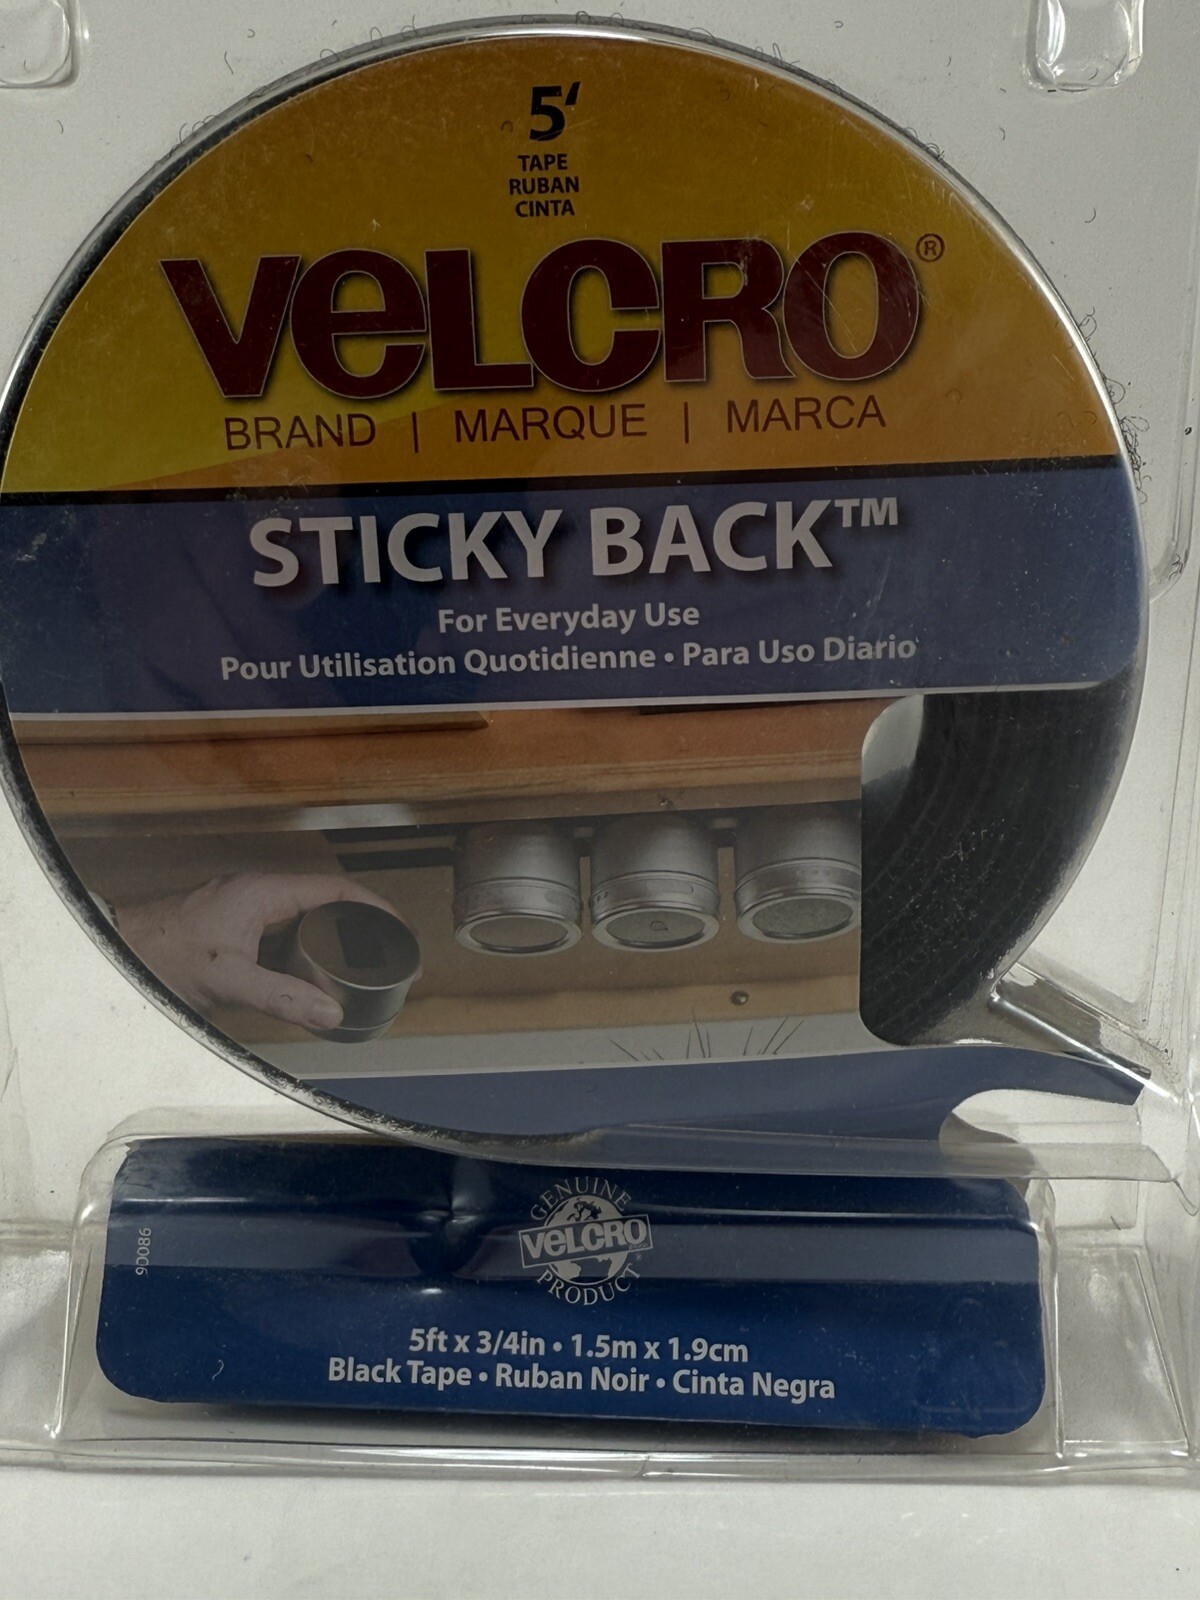 5'
TAPE
RUBAN
CINTA
VELCRO®
BRAND | MARQUE | MARCA
STICKY BACK™
For Everyday Use
Pour Utilisation Quotidienne • Para Uso Diario
90086
GENUINE
VELCRO
PRODUCT
5ft x 3/4in • 1.5m x 1.9cm
Black Tape • Ruban Noir • Cinta Negra